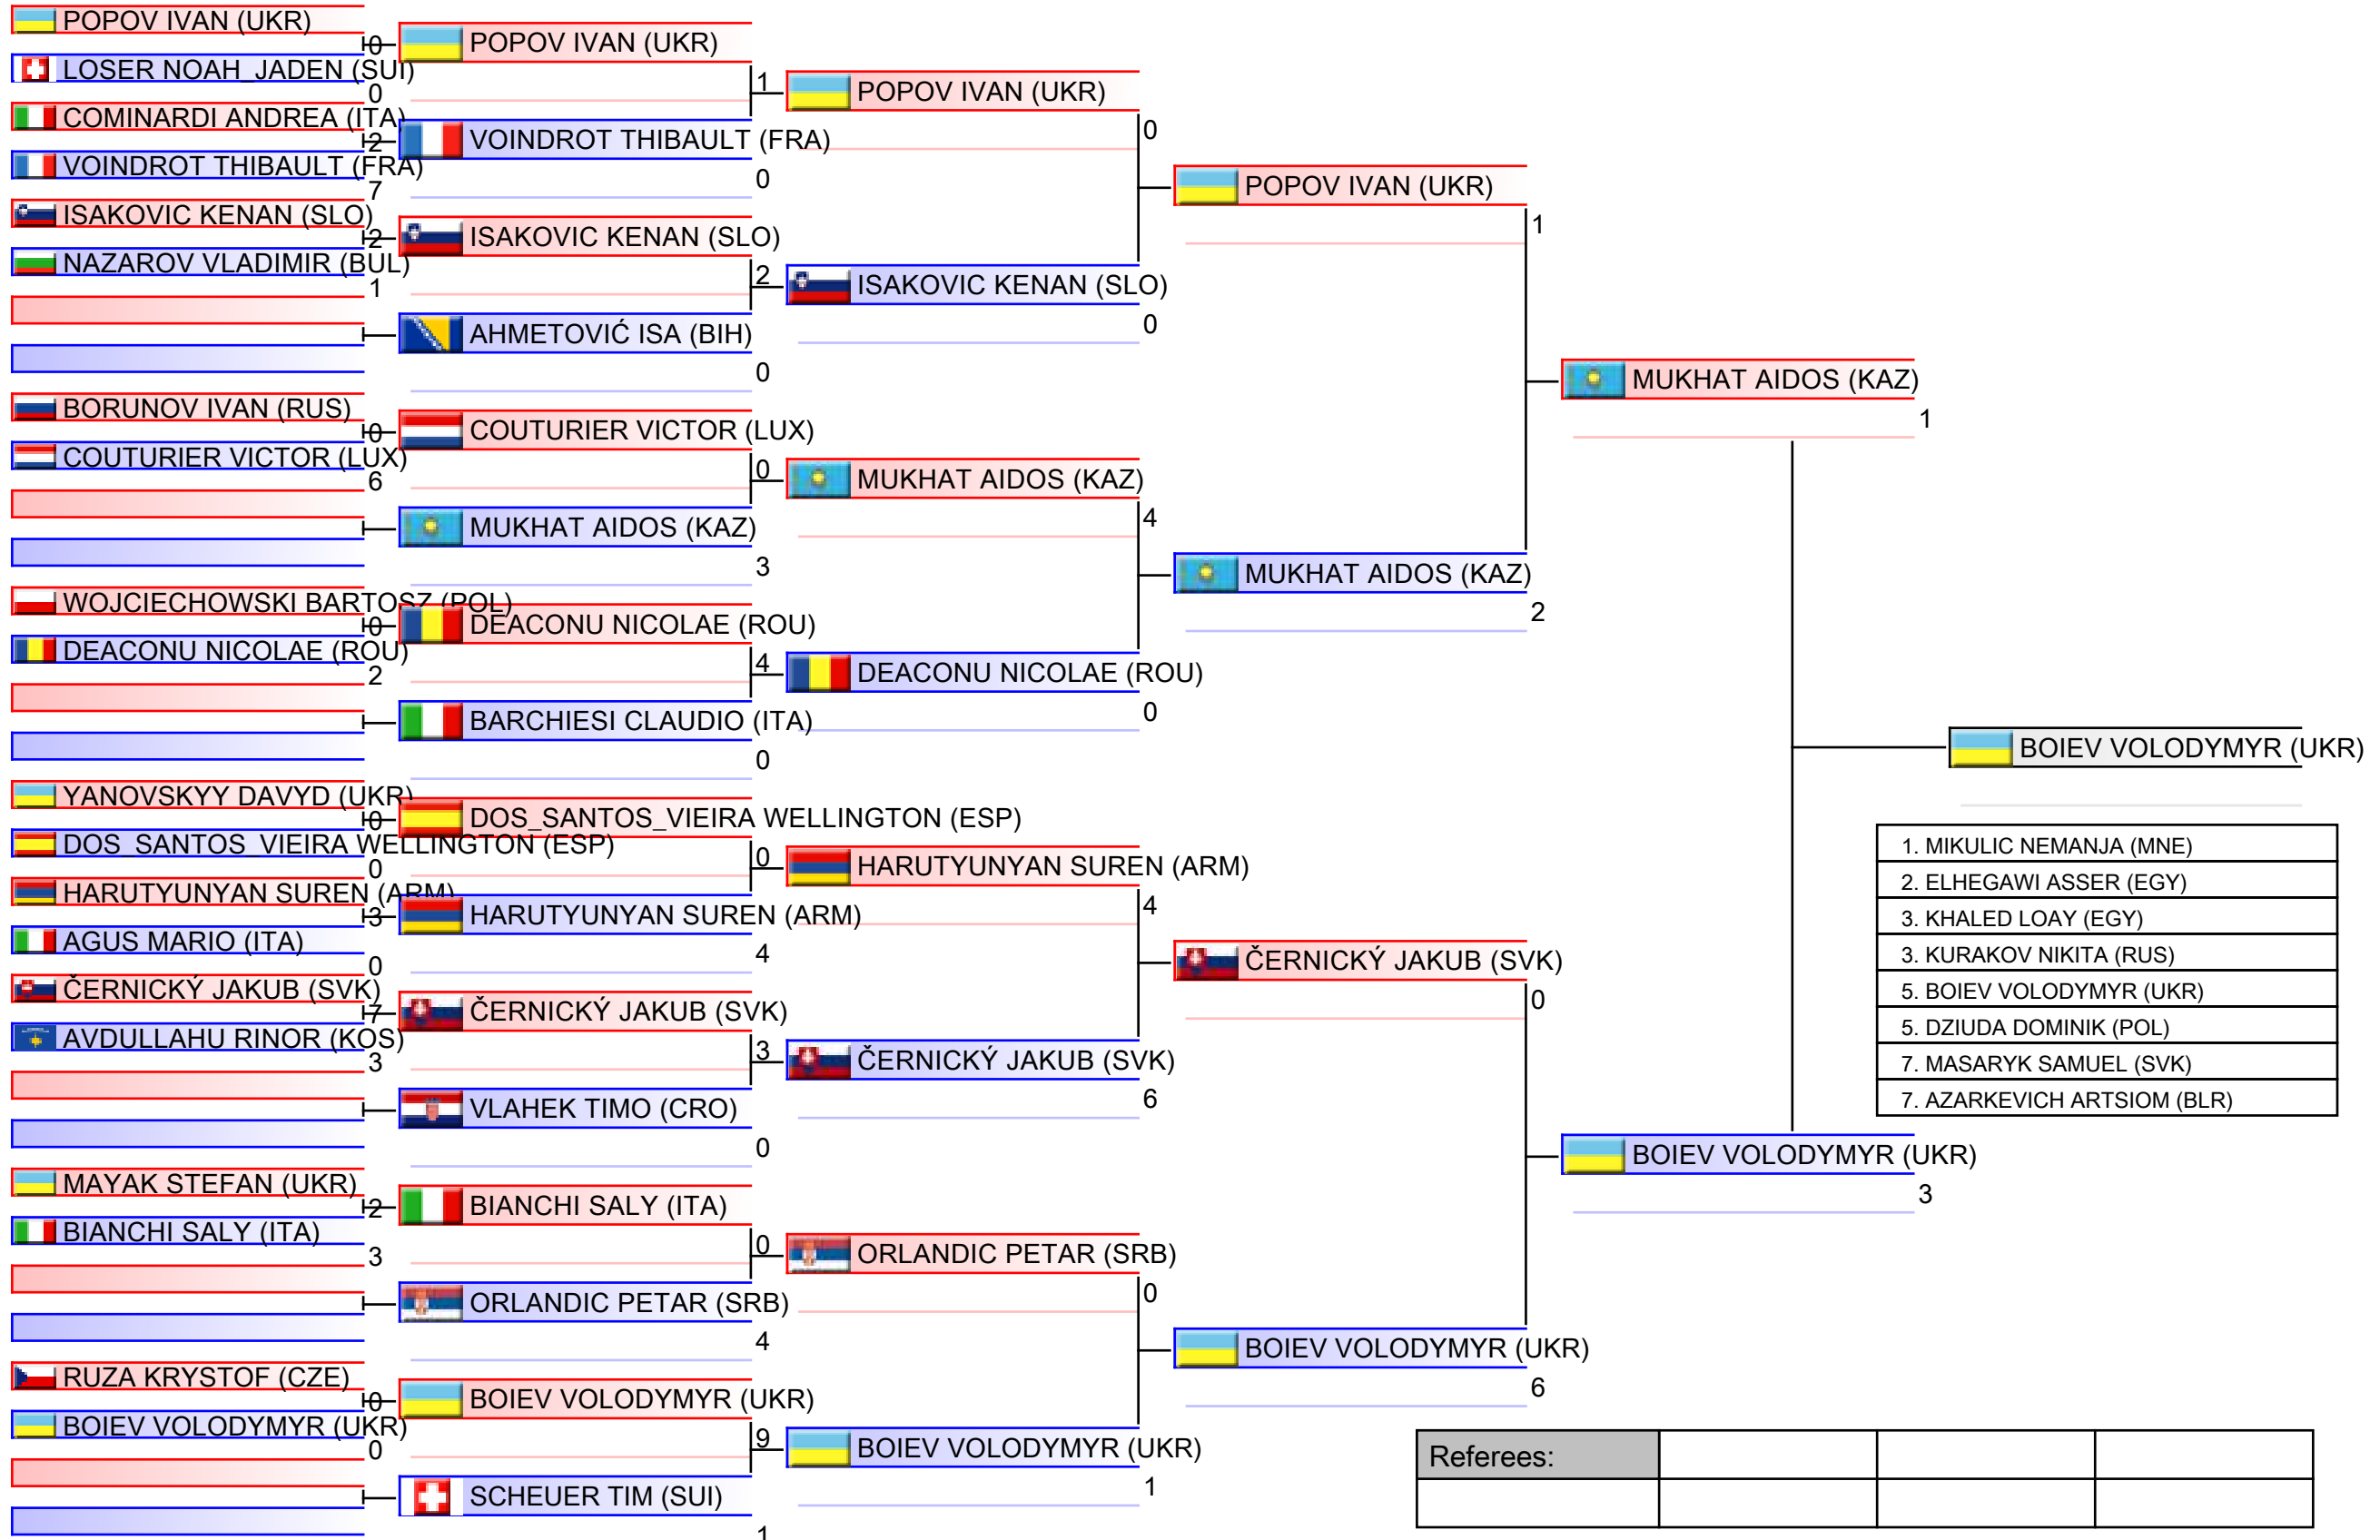 POPOV IVAN (UKR)
0
LOSER NOAH_JADEN (SUI)
0
COMINARDI ANDREA (ITA)
2
VOINDROT THIBAULT (FRA)
7
ISAKOVIC KENAN (SLO)
2
NAZAROV VLADIMIR (BUL)
1
BORUNOV IVAN (RUS)
0
COUTURIER VICTOR (LUX)
6
WOJCIECHOWSKI BARTOSZ (POL)
0
DEACONU NICOLAE (ROU)
2
YANOVSKYY DAVYD (UKR)
0
DOS_SANTOS_VIEIRA WELLINGTON (ESP)
0
HARUTYUNYAN SUREN (ARM)
3
AGUS MARIO (ITA)
0
ČERNICKÝ JAKUB (SVK)
7
AVDULLAHU RINOR (KOS)
3
MAYAK STEFAN (UKR)
2
BIANCHI SALY (ITA)
3
RUZA KRYSTOF (CZE)
0
BOIEV VOLODYMYR (UKR)
0
POPOV IVAN (UKR)
1
VOINDROT THIBAULT (FRA)
0
ISAKOVIC KENAN (SLO)
2
AHMETOVIĆ ISA (BIH)
0
COUTURIER VICTOR (LUX)
0
MUKHAT AIDOS (KAZ)
3
DEACONU NICOLAE (ROU)
4
BARCHIESI CLAUDIO (ITA)
0
DOS_SANTOS_VIEIRA WELLINGTON (ESP)
0
HARUTYUNYAN SUREN (ARM)
4
ČERNICKÝ JAKUB (SVK)
3
VLAHEK TIMO (CRO)
0
BIANCHI SALY (ITA)
0
ORLANDIC PETAR (SRB)
4
BOIEV VOLODYMYR (UKR)
9
SCHEUER TIM (SUI)
1
POPOV IVAN (UKR)
0
ISAKOVIC KENAN (SLO)
0
MUKHAT AIDOS (KAZ)
4
DEACONU NICOLAE (ROU)
0
HARUTYUNYAN SUREN (ARM)
4
ČERNICKÝ JAKUB (SVK)
6
ORLANDIC PETAR (SRB)
0
BOIEV VOLODYMYR (UKR)
1
POPOV IVAN (UKR)
1
MUKHAT AIDOS (KAZ)
2
ČERNICKÝ JAKUB (SVK)
0
BOIEV VOLODYMYR (UKR)
6
MUKHAT AIDOS (KAZ)
1
BOIEV VOLODYMYR (UKR)
3
BOIEV VOLODYMYR (UKR)
1. MIKULIC NEMANJA (MNE)
2. ELHEGAWI ASSER (EGY)
3. KHALED LOAY (EGY)
3. KURAKOV NIKITA (RUS)
5. BOIEV VOLODYMYR (UKR)
5. DZIUDA DOMINIK (POL)
7. MASARYK SAMUEL (SVK)
7. AZARKEVICH ARTSIOM (BLR)
Referees: